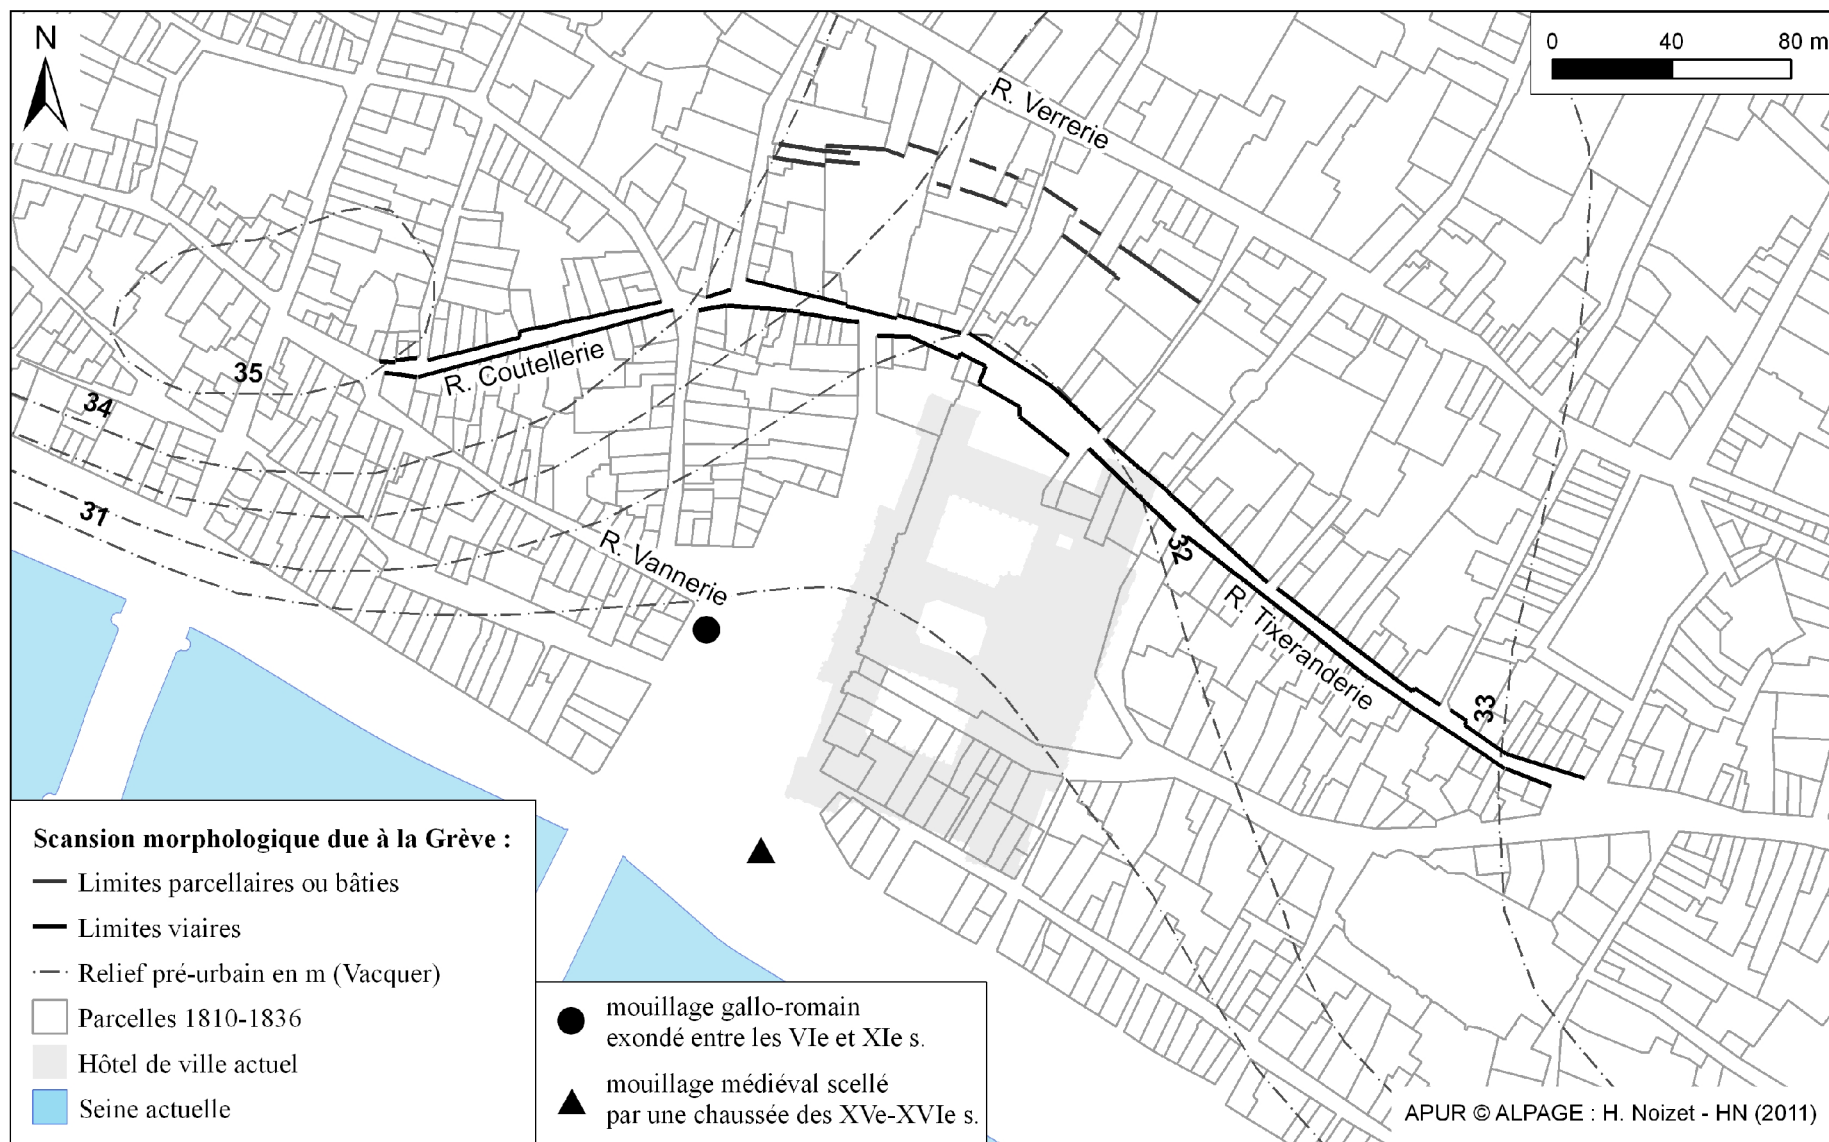 N
0 40 80 m
R. Verrerie
R. Coutellerie
35
34
31
R. Vannerie
32
R. Tixeranderie
33
Scansion morphologique due à la Grève :
Limites parcellaires ou bâties
Limites viaires
Relief pré-urbain en m (Vacquer)
Parcelles 1810-1836
Hôtel de ville actuel
Seine actuelle
mouillage gallo-romain
exondé entre les VIe et XIe s.
mouillage médiéval scellé
par une chaussée des XVe-XVIe s.
APUR © ALPAGE : H. Noizet - HN (2011)